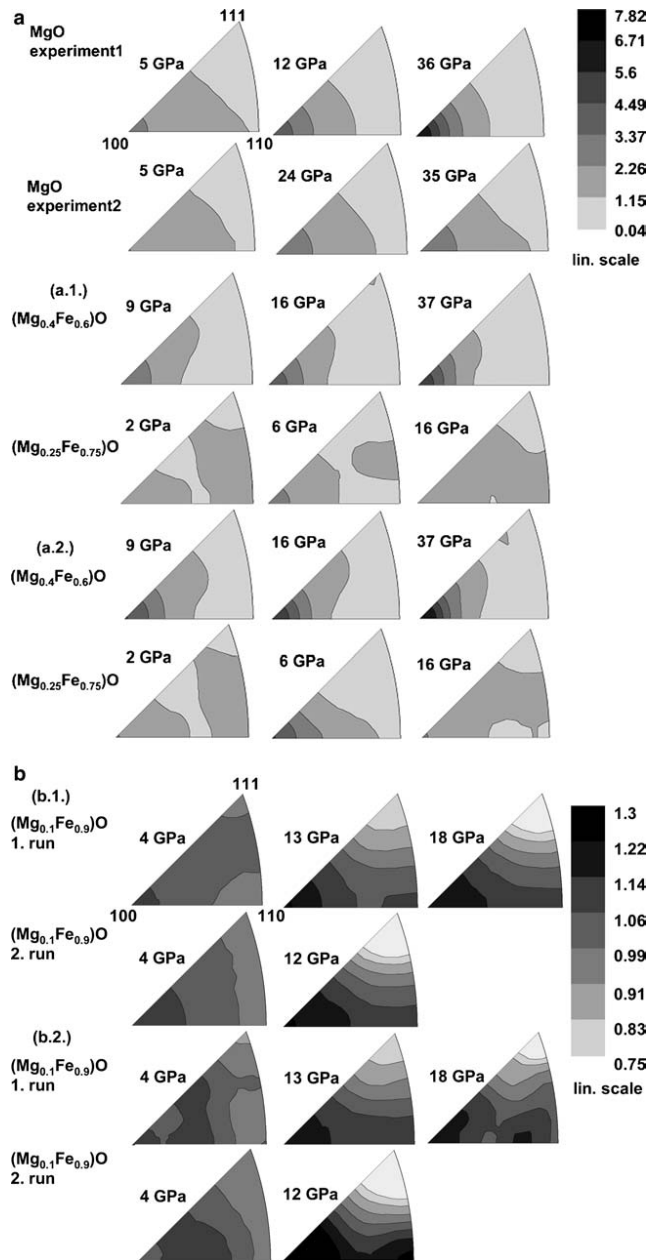 a
MgO
experiment1
111
5 GPa
12 GPa
36 GPa
100
110
7.82
6.71
5.6
4.49
3.37
2.26
1.15
0.04
lin. scale
MgO
experiment2
5 GPa
24 GPa
35 GPa
(a.1.)
(Mg0.4Fe0.6)O
9 GPa
16 GPa
37 GPa
(Mg0.25Fe0.75)O
2 GPa
6 GPa
16 GPa
(a.2.)
(Mg0.4Fe0.6)O
9 GPa
16 GPa
37 GPa
(Mg0.25Fe0.75)O
2 GPa
6 GPa
16 GPa
b
(b.1.)
(Mg0.1Fe0.9)O
1. run
111
4 GPa
13 GPa
18 GPa
100
110
1.3
1.22
1.14
1.06
0.99
0.91
0.83
0.75
lin. scale
(Mg0.1Fe0.9)O
2. run
4 GPa
12 GPa
(b.2.)
(Mg0.1Fe0.9)O
1. run
4 GPa
13 GPa
18 GPa
(Mg0.1Fe0.9)O
2. run
4 GPa
12 GPa